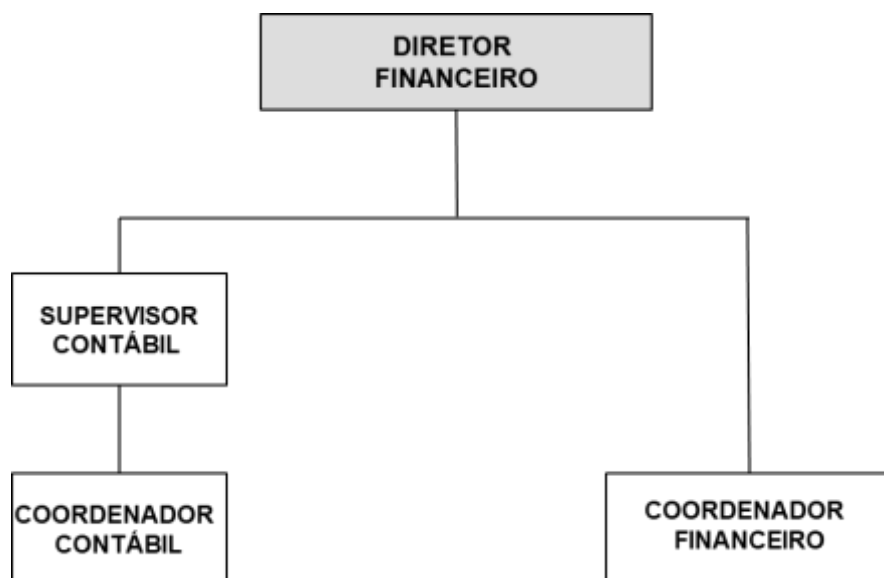 DIRETOR
FINANCEIRO
SUPERVISOR
CONTÁBIL
COORDENADOR
CONTÁBIL
COORDENADOR
FINANCEIRO